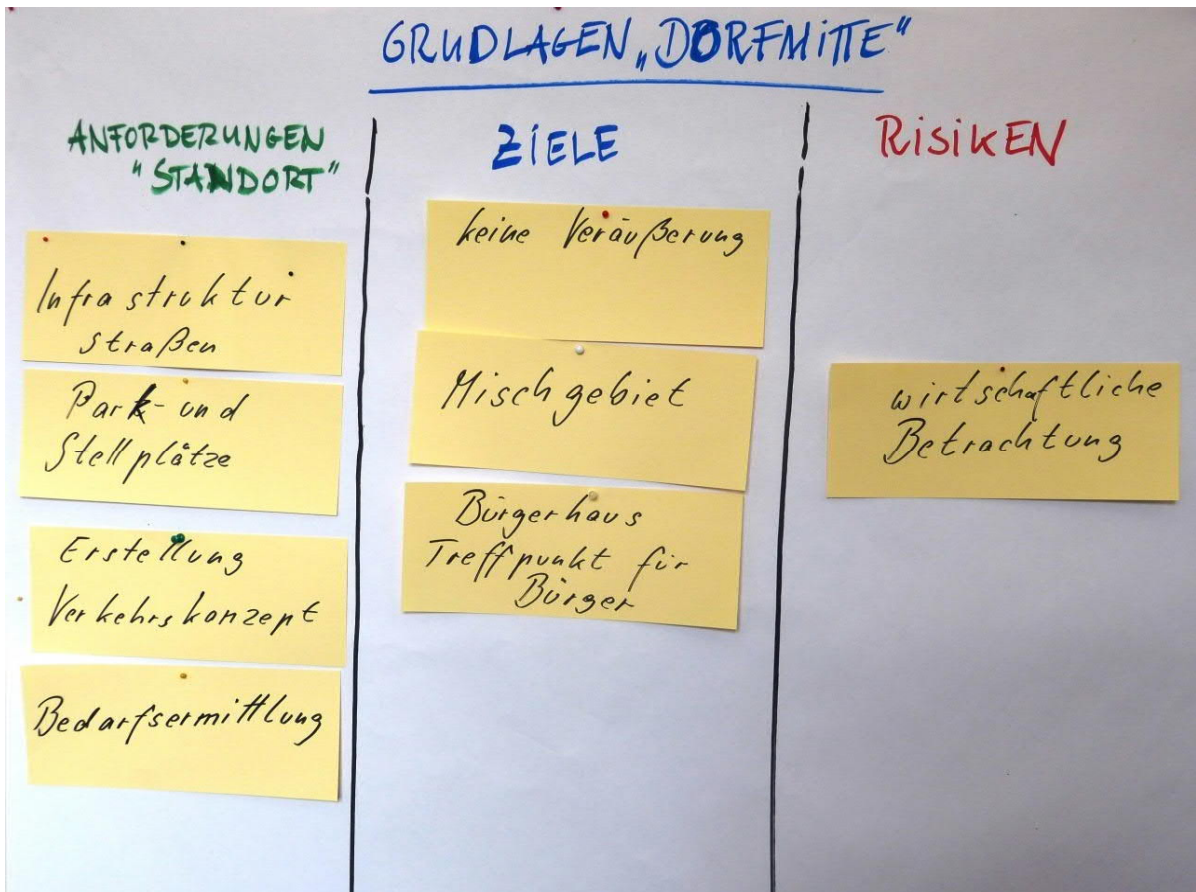 GRUDLAGEN „DORFMITTE"
ANFORDERUNGEN
"STANDORT"
Infrastruktur
straßen
Park- und
Stellplätze
Erstellung
Verkehrskonzept
Bedarfsermittlung
ZIELE
keine Veräußerung
Mischgebiet
Bürgerhaus
Treffpunkt für
Bürger
RISIKEN
wirtschaftliche
Betrachtung